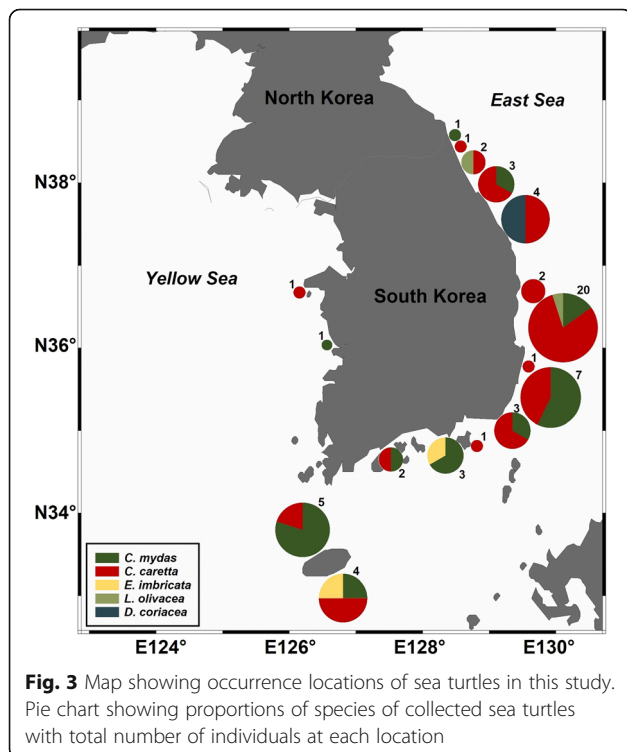 North Korea
East Sea
1
1
2
3
4
N38°
Yellow Sea
1
South Korea
2
20
N36°
1
1
7
3
1
2
3
N34°
5
4
C. mydas
C. caretta
E. imbricata
L. olivacea
D. coriacea
E124° E126° E128° E130°
Fig. 3 Map showing occurrence locations of sea turtles in this study.
Pie chart showing proportions of species of collected sea turtles
with total number of individuals at each location